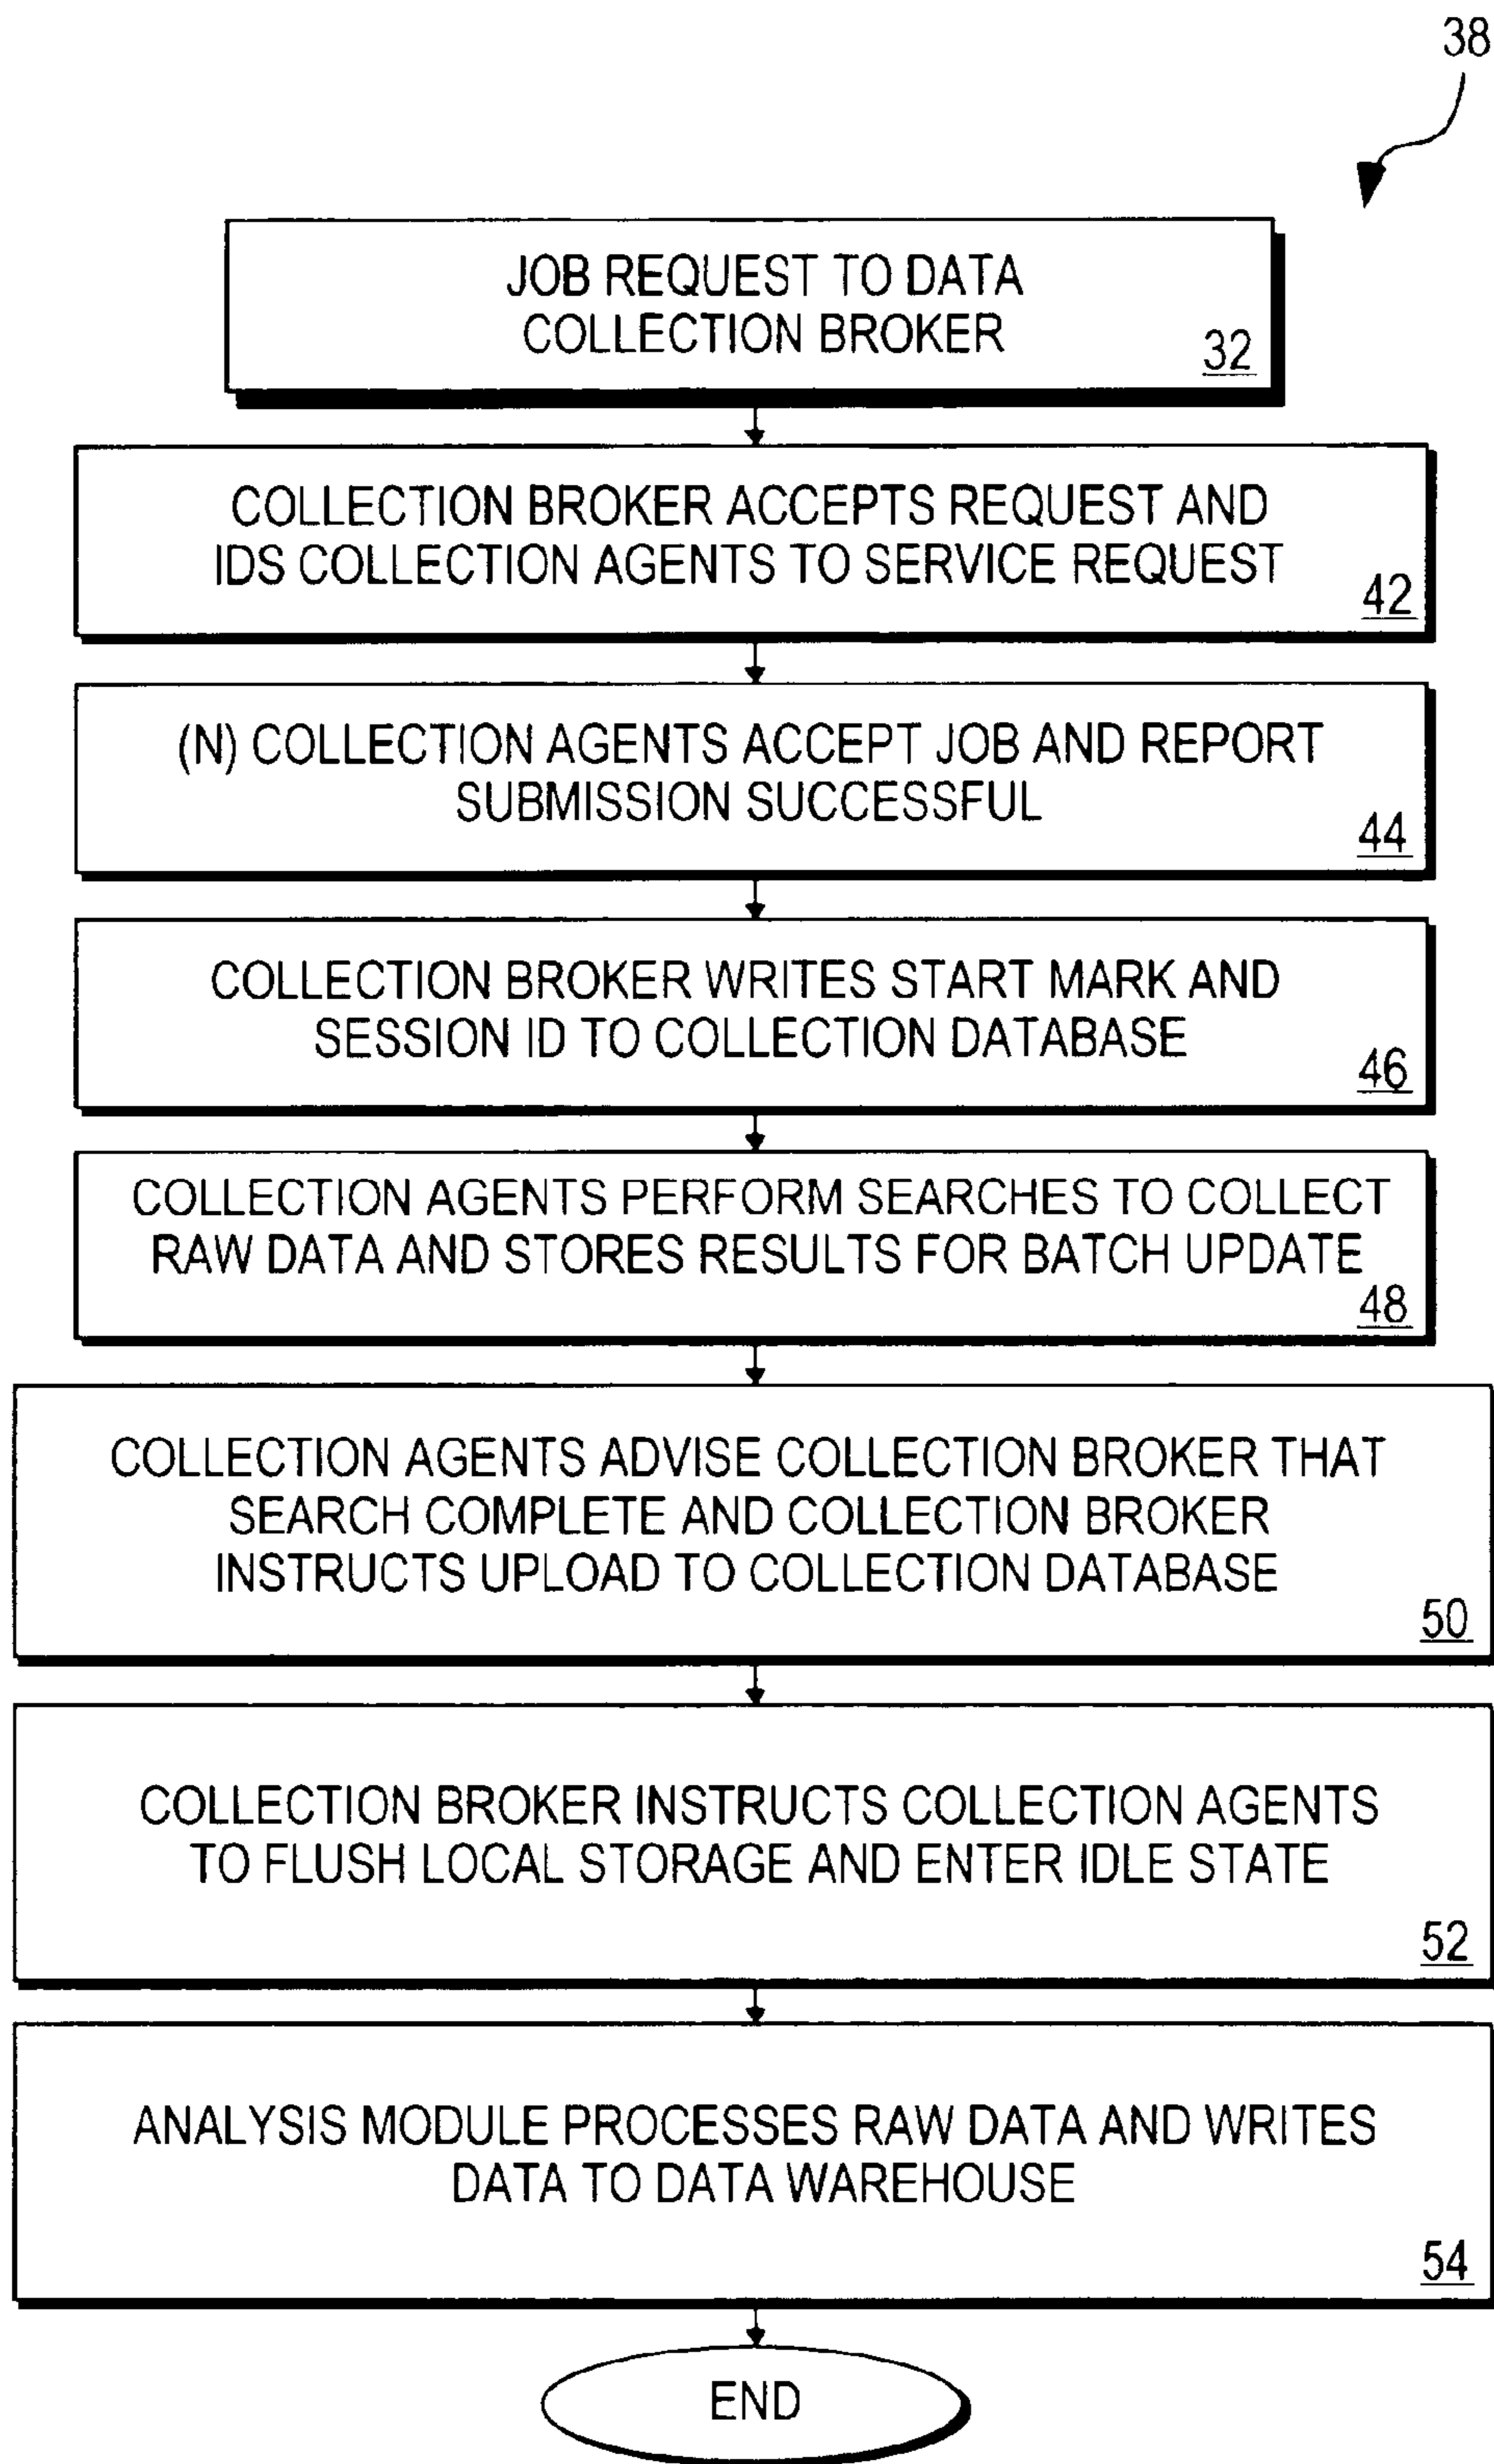 38
JOB REQUEST TO DATA
COLLECTION BROKER
32
COLLECTION BROKER ACCEPTS REQUEST AND
IDS COLLECTION AGENTS TO SERVICE REQUEST
42
(N) COLLECTION AGENTS ACCEPT JOB AND REPORT
SUBMISSION SUCCESSFUL
44
COLLECTION BROKER WRITES START MARK AND
SESSION ID TO COLLECTION DATABASE
46
COLLECTION AGENTS PERFORM SEARCHES TO COLLECT
RAW DATA AND STORES RESULTS FOR BATCH UPDATE
48
COLLECTION AGENTS ADVISE COLLECTION BROKER THAT
SEARCH COMPLETE AND COLLECTION BROKER
INSTRUCTS UPLOAD TO COLLECTION DATABASE
50
COLLECTION BROKER INSTRUCTS COLLECTION AGENTS
TO FLUSH LOCAL STORAGE AND ENTER IDLE STATE
52
ANALYSIS MODULE PROCESSES RAW DATA AND WRITES
DATA TO DATA WAREHOUSE
54
END